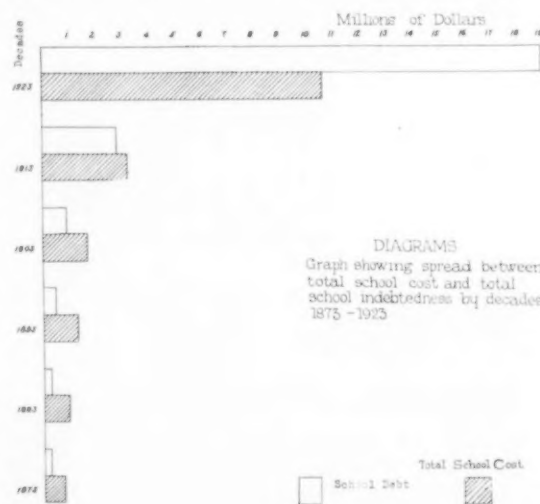 Millions of Dollars
Decades
1 2 3 4 5 6 7 8 9 10 11 12 13 14 15 16 17 18 19
1923
1913
1903
1893
1883
DIAGRAMS
Graph showing spread between
total school cost and total
school indebtedness by decades
1875-1923
Total School Cost
School Debt